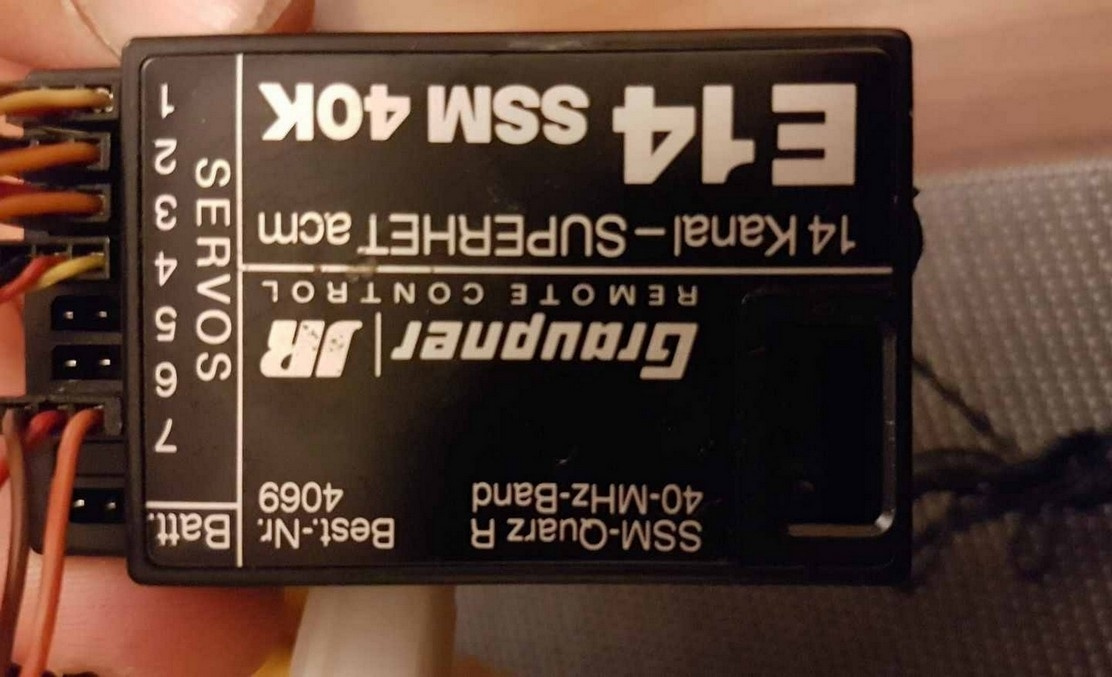 SSM-Quarz R
40-MHz-Band
Best.-Nr.
4069
Graupner JR
REMOTE CONTROL
14 Kanal – SUPERHET acm
E14 SSM 40K
Batt.
7
6
5
4
3
2
1
SERVOS